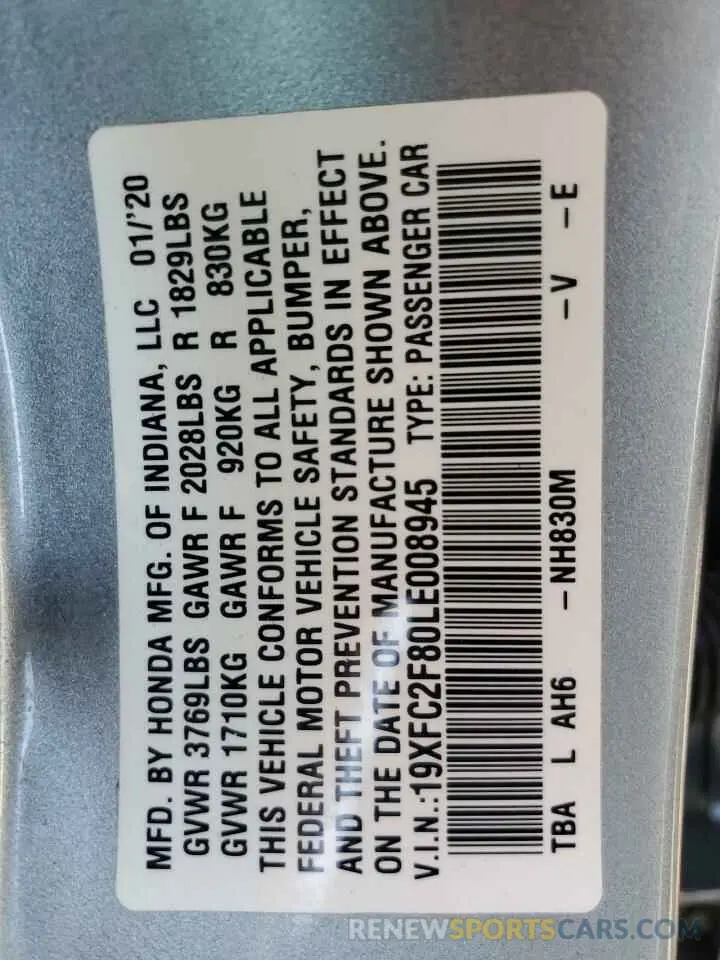 MFD. BY HONDA MFG. OF INDIANA, LLC 01/'20
GVWR 3769LBS GAWR F 2028LBS R 1829LBS
GVWR 1710KG GAWR F 920KG R 830KG
THIS VEHICLE CONFORMS TO ALL APPLICABLE
FEDERAL MOTOR VEHICLE SAFETY, BUMPER,
AND THEFT PREVENTION STANDARDS IN EFFECT
ON THE DATE OF MANUFACTURE SHOWN ABOVE.
V.I.N.:19XFC2F80LE008945 TYPE: PASSENGER CAR
TBA L AH6 -NH830M -V -E
RENEWSPORTSCARS.COM